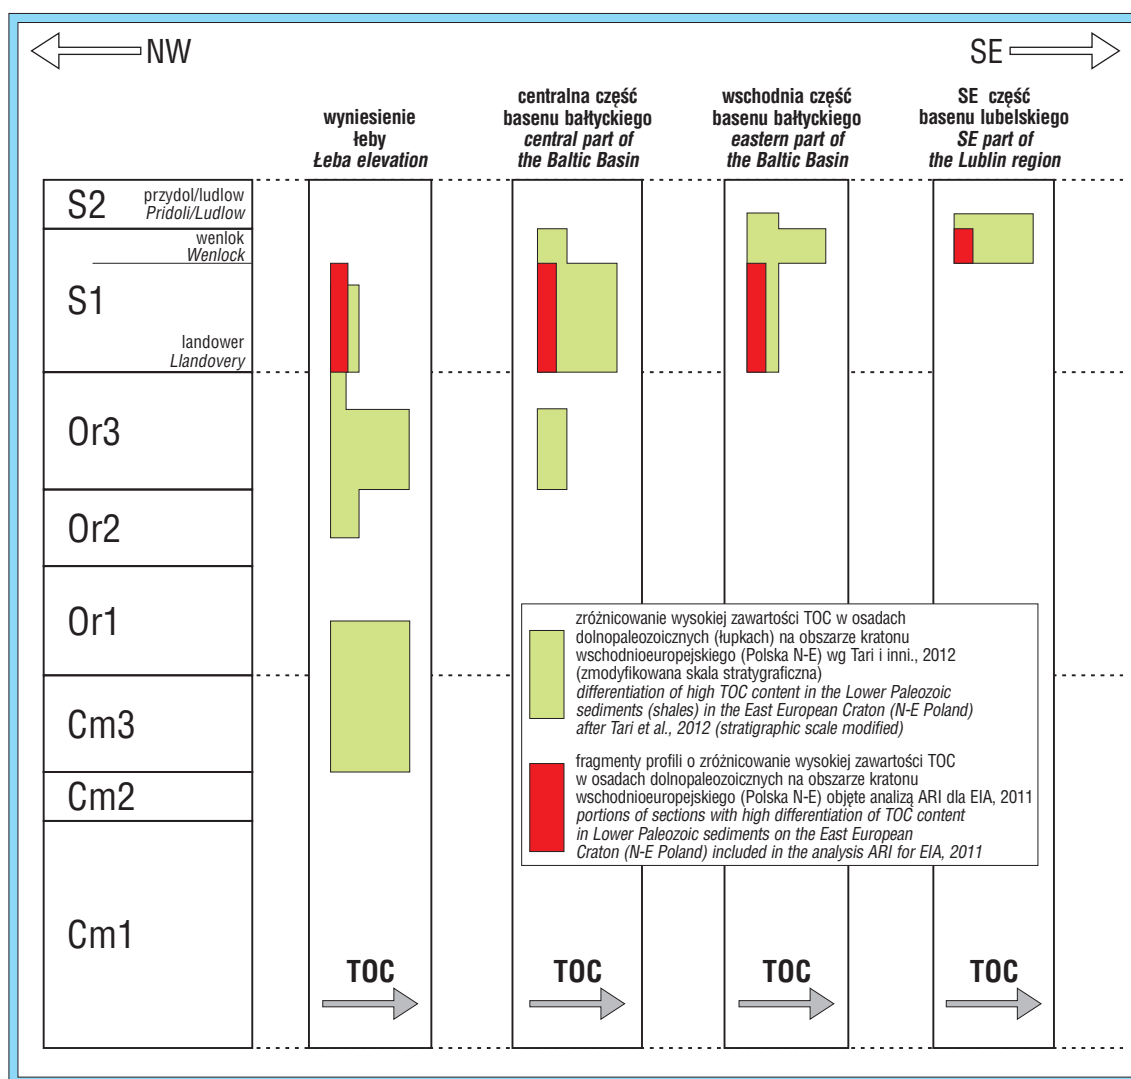 NW
SE
wyniesienie
łeby
Łeba elevation
centralna część
basenu bałtyckiego
central part of
the Baltic Basin
wschodnia część
basenu bałtyckiego
eastern part of
the Baltic Basin
SE część
basenu lubelskiego
SE part of
the Lublin region
S2
przydol/ludlow
Pridoli/Ludlow
wenlok
Wenlock
S1
landower
Llandovery
Or3
Or2
Or1
Cm3
Cm2
Cm1
zróżnicowanie wysokiej zawartości TOC w osadach
dolnopaleozoicznych (łupkach) na obszarze kratonu
wschodnioeuropejskiego (Polska N-E) wg Tari i inni., 2012
(zmodyfikowana skala stratygraficzna)
differentiation of high TOC content in the Lower Paleozoic
sediments (shales) in the East European Craton (N-E Poland)
after Tari et al., 2012 (stratigraphic scale modified)
fragmenty profili o zróżnicowanie wysokiej zawartości TOC
w osadach dolnopaleozoicznych na obszarze kratonu
wschodnioeuropejskiego (Polska N-E) objęte analizą ARI dla EIA, 2011
portions of sections with high differentiation of TOC content
in Lower Paleozoic sediments on the East European
Craton (N-E Poland) included in the analysis ARI for EIA, 2011
TOC
TOC
TOC
TOC